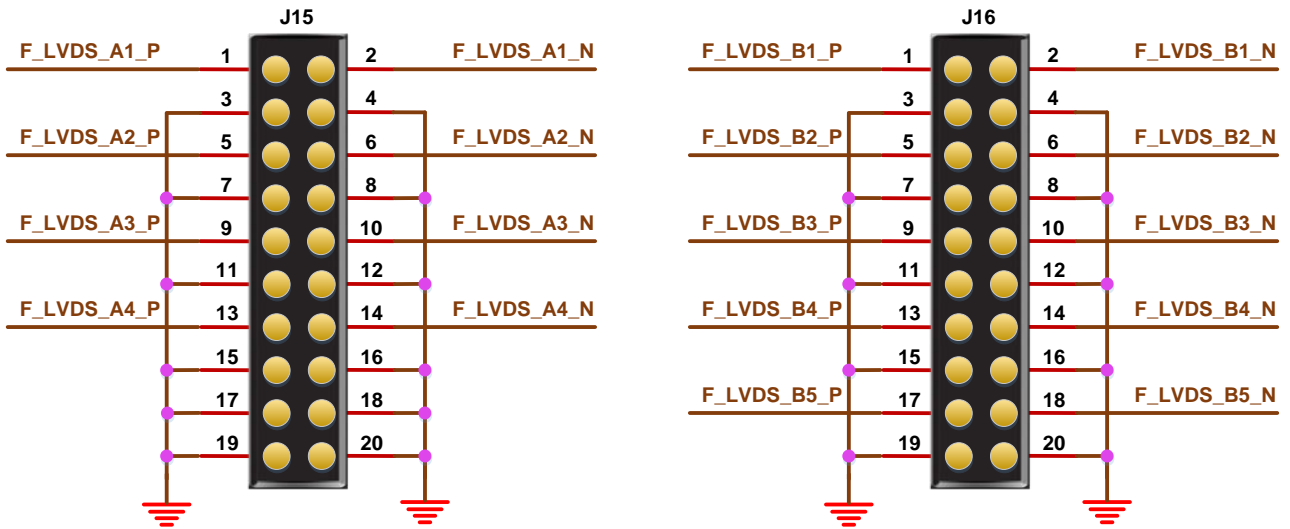 J15
F_LVDS_A1_P 1 2 F_LVDS_A1_N
3 4
F_LVDS_A2_P 5 6 F_LVDS_A2_N
7 8
F_LVDS_A3_P 9 10 F_LVDS_A3_N
11 12
F_LVDS_A4_P 13 14 F_LVDS_A4_N
15 16
17 18
19 20
J16
F_LVDS_B1_P 1 2 F_LVDS_B1_N
3 4
F_LVDS_B2_P 5 6 F_LVDS_B2_N
7 8
F_LVDS_B3_P 9 10 F_LVDS_B3_N
11 12
F_LVDS_B4_P 13 14 F_LVDS_B4_N
15 16
F_LVDS_B5_P 17 18 F_LVDS_B5_N
19 20